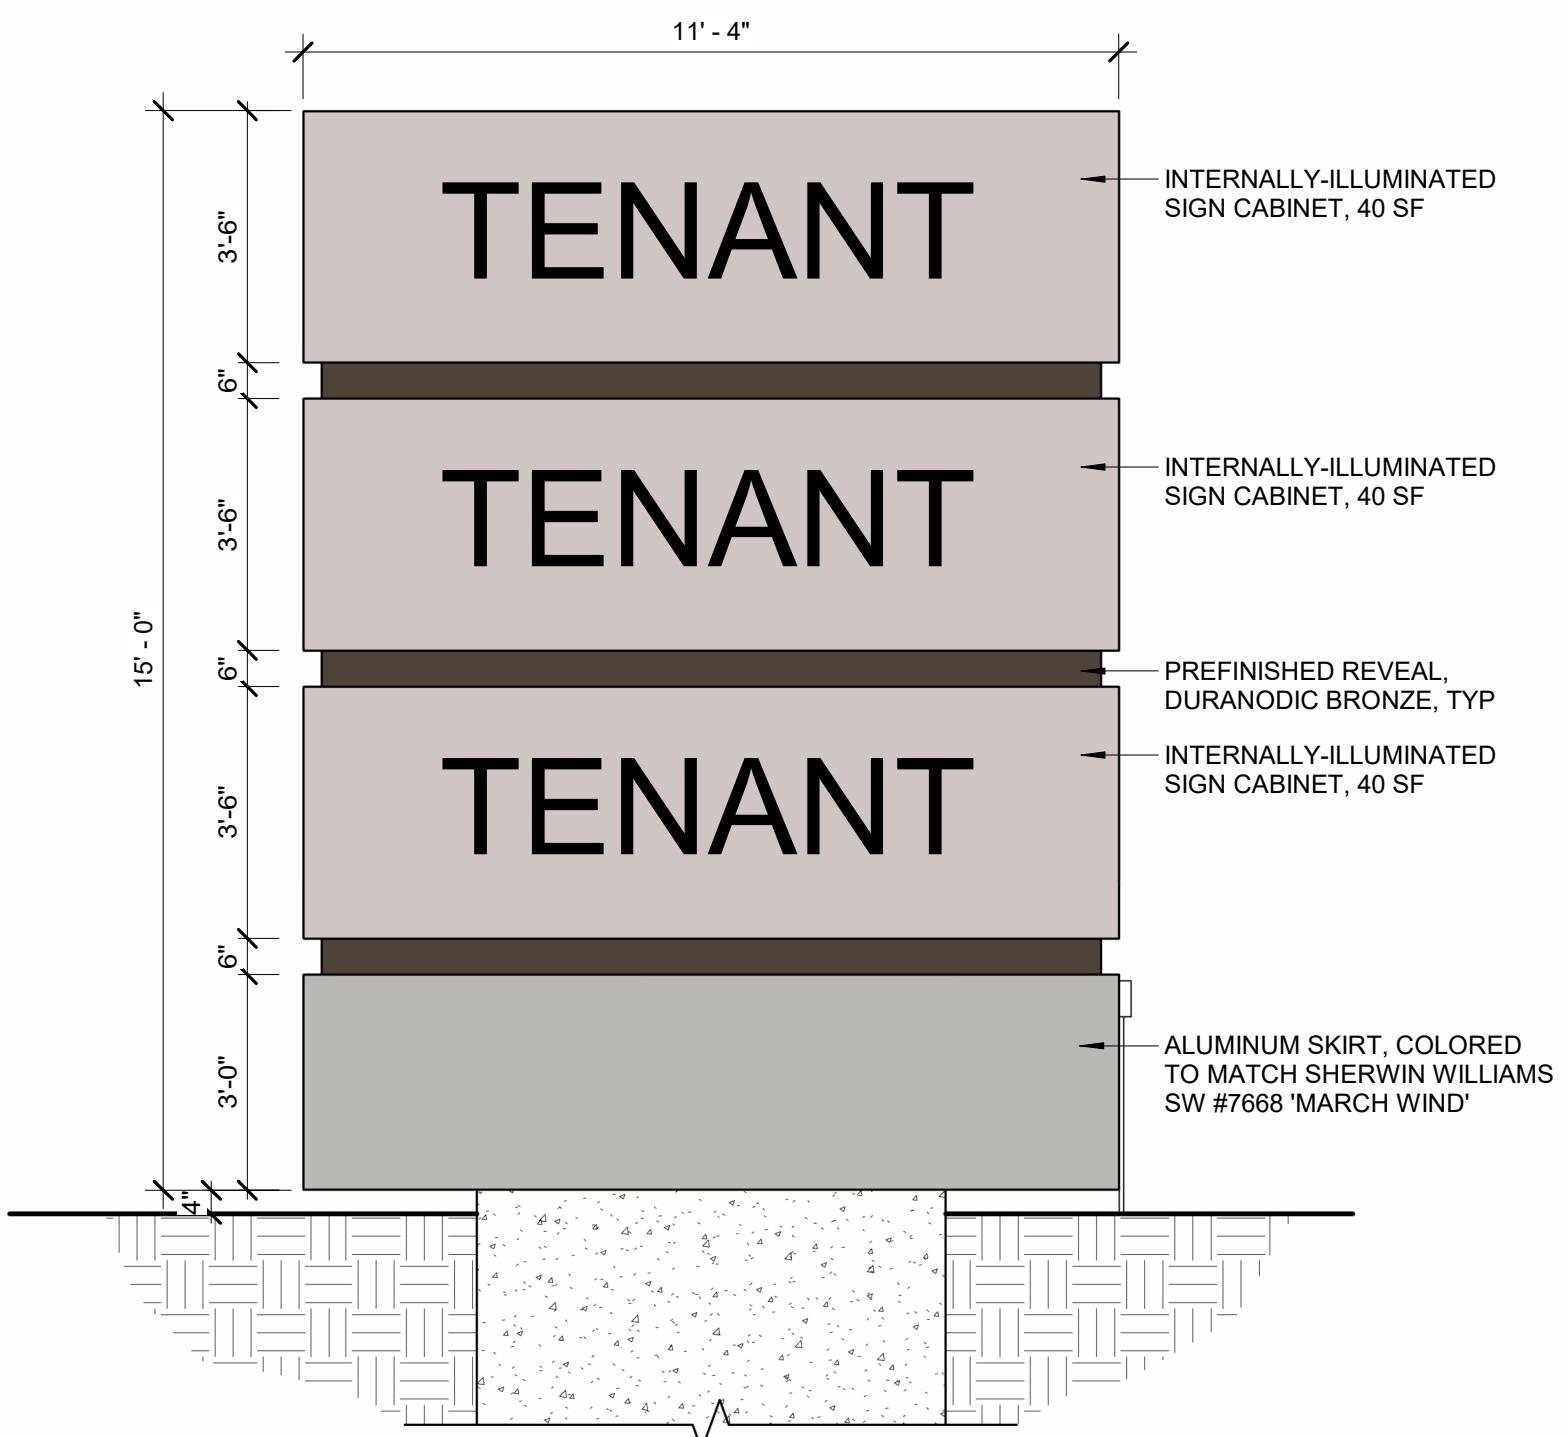 11' - 4"
TENANT
INTERNALLY-ILLUMINATED
SIGN CABINET, 40 SF
3'-6"
6"
TENANT
INTERNALLY-ILLUMINATED
SIGN CABINET, 40 SF
3'-6"
15' - 0"
6"
PREFINISHED REVEAL,
DURANODIC BRONZE, TYP
TENANT
INTERNALLY-ILLUMINATED
SIGN CABINET, 40 SF
3'-6"
6"
ALUMINUM SKIRT, COLORED
TO MATCH SHERWIN WILLIAMS
SW #7668 'MARCH WIND'
3'-0"
4"